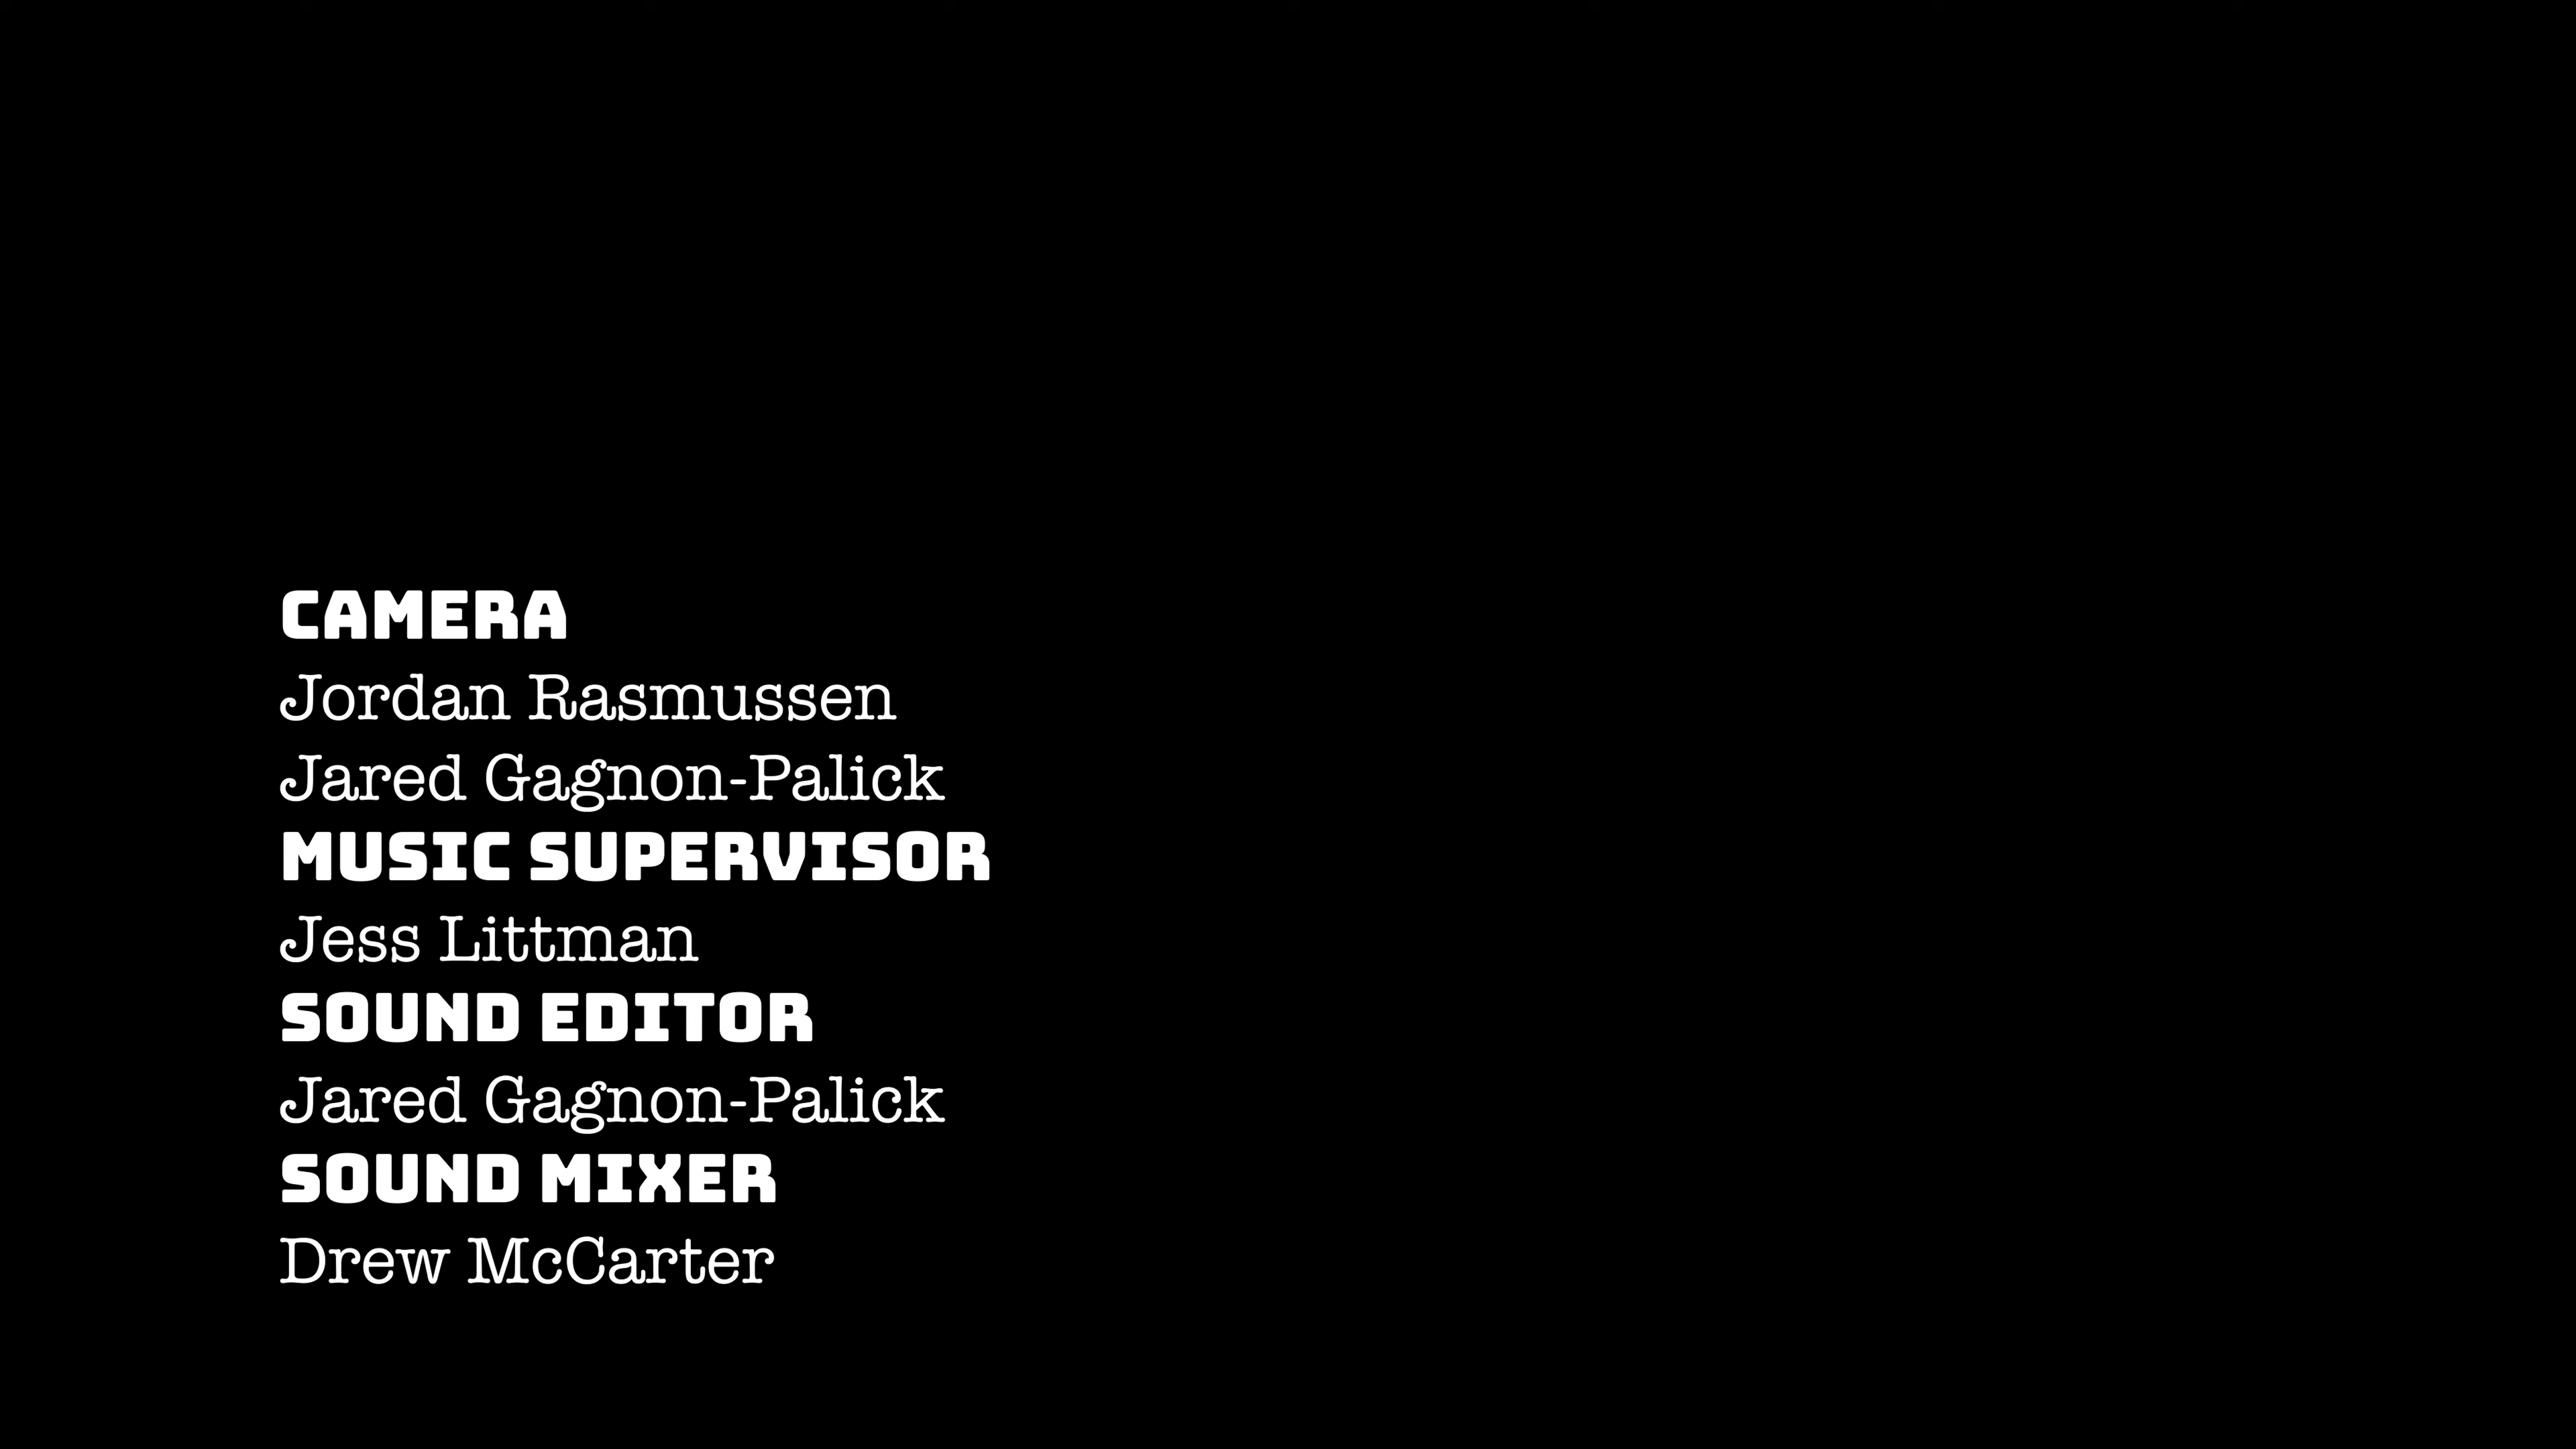 CAMERA
Jordan Rasmussen
Jared Gagnon-Palick
MUSIC SUPERVISOR
Jess Littman
SOUND EDITOR
Jared Gagnon-Palick
SOUND MIXER
Drew McCarter